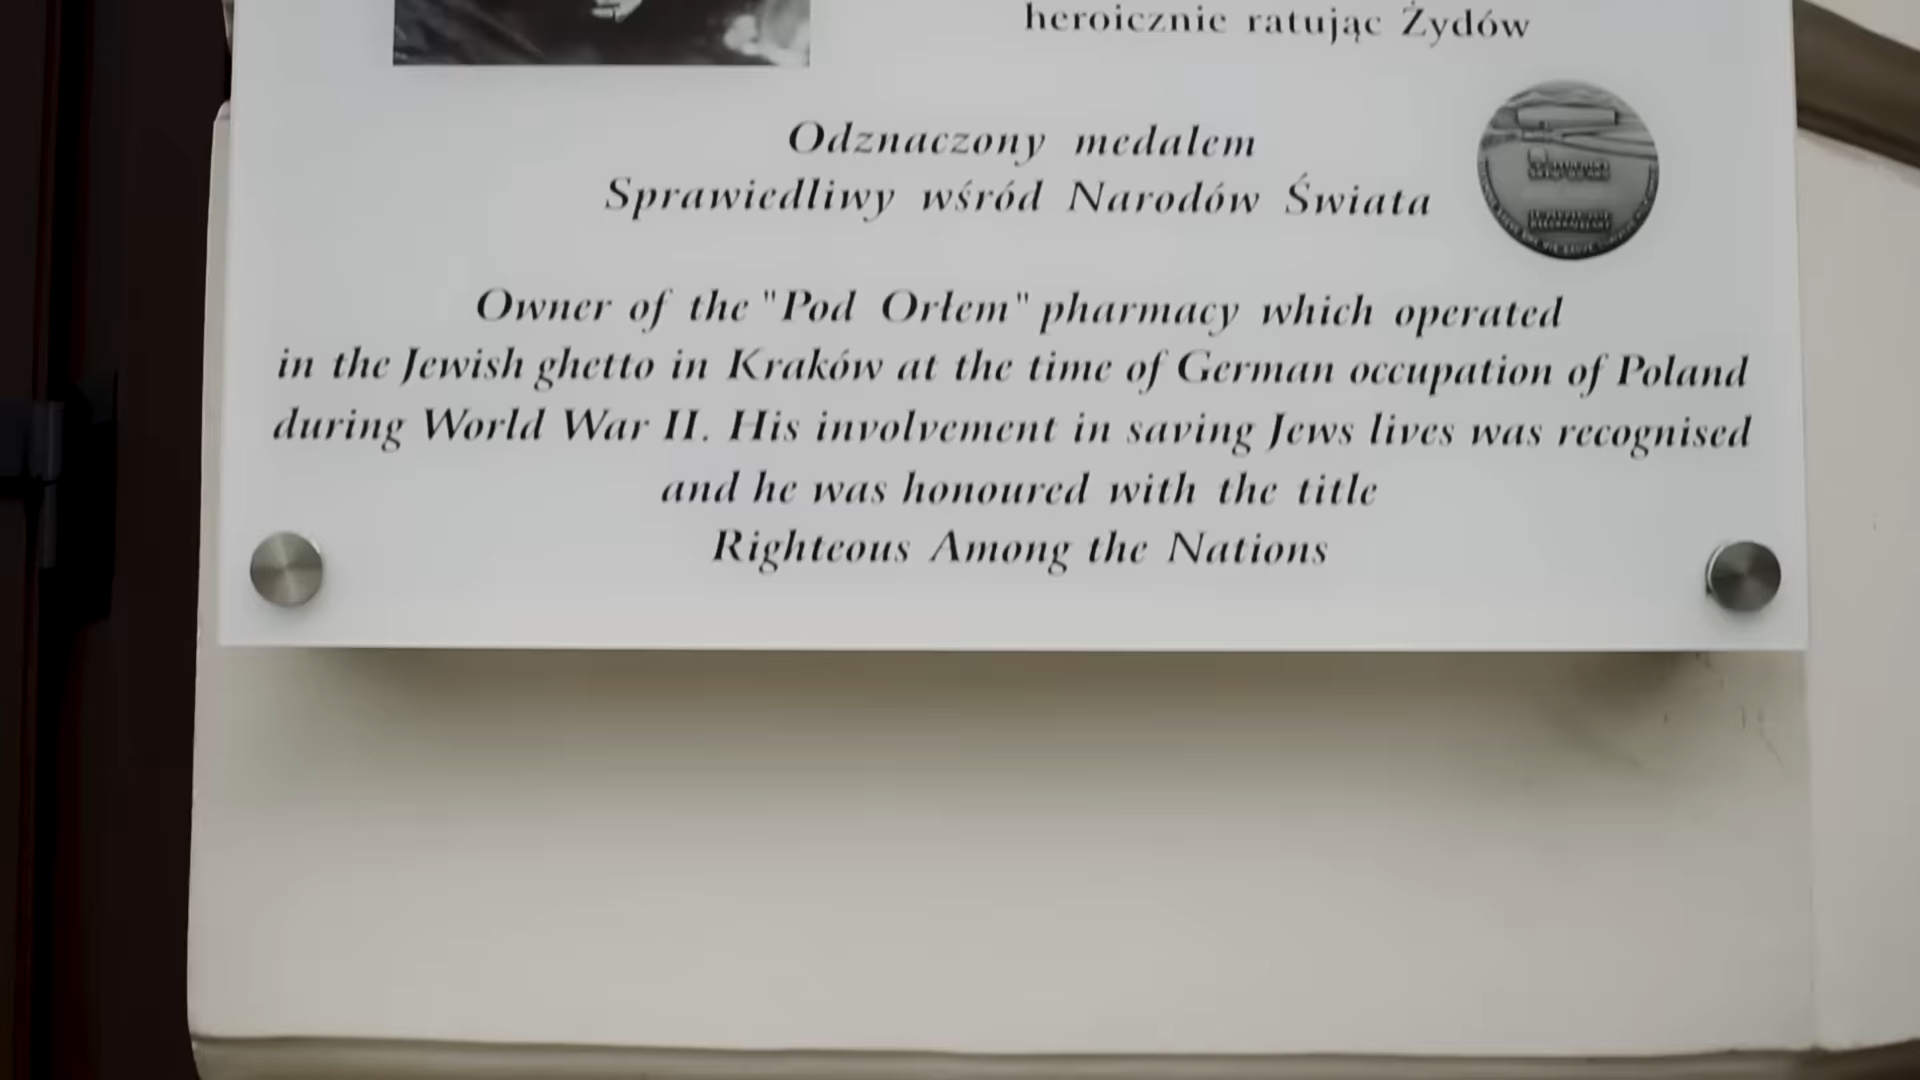 heroicznie ratując Żydów
Odznaczony medalem
Sprawiedliwy wśród Narodów Świata
Owner of the "Pod Orłem" pharmacy which operated
in the Jewish ghetto in Kraków at the time of German occupation of Poland
during World War II. His involvement in saving Jews lives was recognised
and he was honoured with the title
Righteous Among the Nations